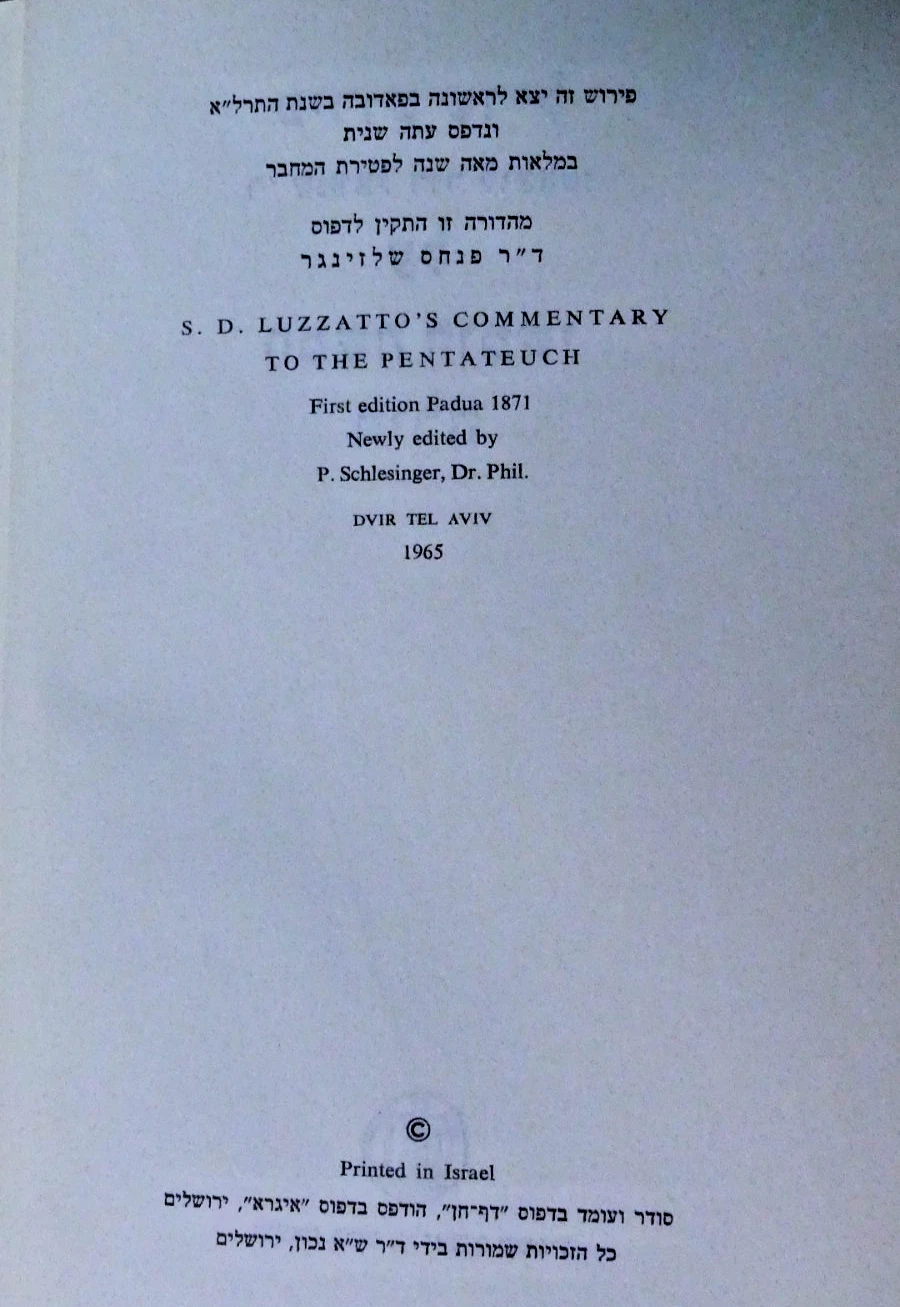 פירוש זה יצא לראשונה בפאדובה בשנת התרל״א
ונדפס עתה שנית
במלאות מאה שנה לפטירת המחבר
מהדורה זו התקין לדפוס
ד״ר פנחס שלזינגר
S. D. LUZZATTO'S COMMENTARY
TO THE PENTATEUCH
First edition Padua 1871
Newly edited by
P. Schlesinger, Dr. Phil.
DVIR TEL AVIV
1965
©
Printed in Israel
סודר ועומד בדפוס ״דף־חן״, הודפס בדפוס ״איגרא״, ירושלים
כל הזכויות שמורות בידי ד״ר ש״א נכון, ירושלים